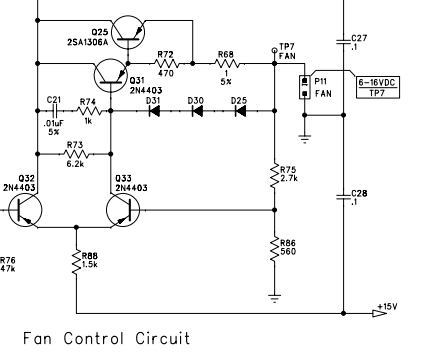 Q25
2SA1306A
R72
470
R68
1
5%
TP7
FAN
C27
.1
Q31
2N4403
P11
FAN
6-16VDC
TP7
C21
.01uF
5%
R74
1k
D31
D30
D25
R73
6.2k
R75
2.7k
Q32
2N4403
Q33
2N4403
C28
.1
R76
47k
R88
1.5k
R86
560
+15V
Fan Control Circuit